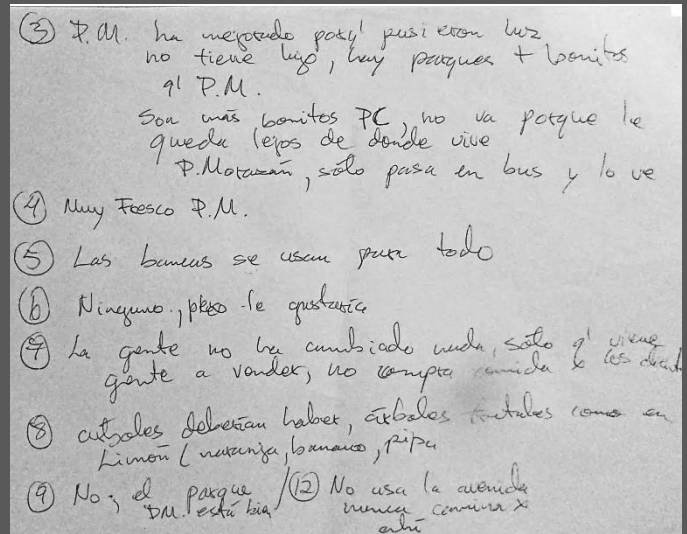 ③ P.M. ha mejorado porq' pusieron luz
no tiene lujo, hay parques + bonitos
q' P.M.
Son más bonitos PC, no va porque le
queda lejos de donde vive
P. Morazán, sólo pasa en bus y lo ve
④ Muy Fresco P.M.
⑤ Las bancas se usan para todo
⑥ Ninguno, pero le gustaría
⑦ La gente no ha cambiado nada, sólo q' viene
gente a vender, no compra comida x los
⑧ arboles deberían haber, árboles frutales como en
Limón (naranja, banano, pipa
⑨ No; el parque / ⑫ No usa la avenida
P.M. está bien nunca camina x
ahí